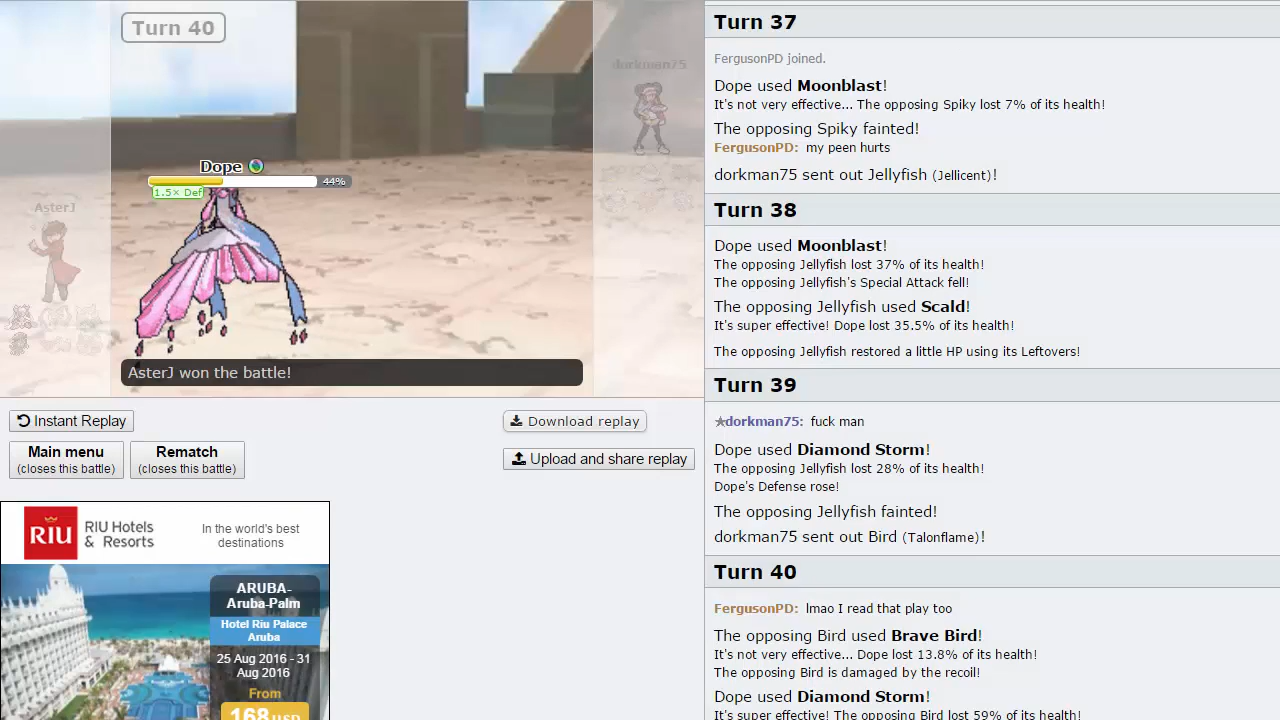 Turn 40
dorkman75
Dope
44%
1.5× Def
AsterJ
AsterJ won the battle!
Instant Replay
Download replay
Main menu
(closes this battle)
Rematch
(closes this battle)
Upload and share replay
RIU
RIU Hotels
& Resorts
In the world's best
destinations
ARUBA-
Aruba-Palm
Hotel Riu Palace
Aruba
25 Aug 2016 - 31
Aug 2016
From
168 USD
Turn 37
FergusonPD joined.
Dope used Moonblast!
It's not very effective... The opposing Spiky lost 7% of its health!
The opposing Spiky fainted!
FergusonPD: my peen hurts
dorkman75 sent out Jellyfish (Jellicent)!
Turn 38
Dope used Moonblast!
The opposing Jellyfish lost 37% of its health!
The opposing Jellyfish's Special Attack fell!
The opposing Jellyfish used Scald!
It's super effective! Dope lost 35.5% of its health!
The opposing Jellyfish restored a little HP using its Leftovers!
Turn 39
★dorkman75: fuck man
Dope used Diamond Storm!
The opposing Jellyfish lost 28% of its health!
Dope's Defense rose!
The opposing Jellyfish fainted!
dorkman75 sent out Bird (Talonflame)!
Turn 40
FergusonPD: lmao I read that play too
The opposing Bird used Brave Bird!
It's not very effective... Dope lost 13.8% of its health!
The opposing Bird is damaged by the recoil!
Dope used Diamond Storm!
It's super effective! The opposing Bird lost 59% of its health!